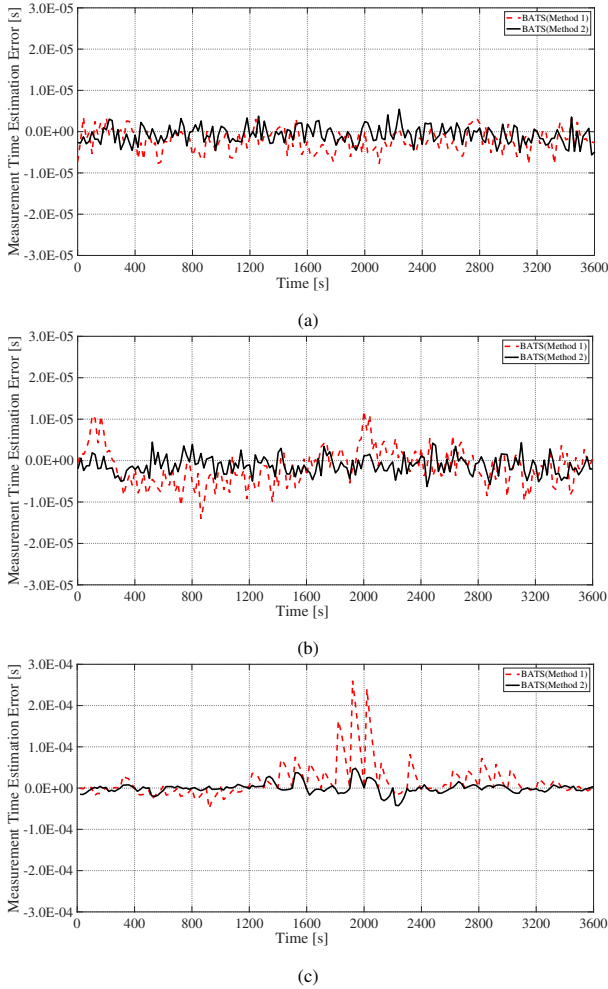 3.0E-05
2.0E-05
1.0E-05
0.0E+00
-1.0E-05
-2.0E-05
-3.0E-05
Measurement Time Estimation Error [s]
BATS(Method 1)
BATS(Method 2)
0 400 800 1200 1600 2000 2400 2800 3200 3600
Time [s]
(a)
3.0E-05
2.0E-05
1.0E-05
0.0E+00
-1.0E-05
-2.0E-05
-3.0E-05
Measurement Time Estimation Error [s]
BATS(Method 1)
BATS(Method 2)
0 400 800 1200 1600 2000 2400 2800 3200 3600
Time [s]
(b)
3.0E-04
2.0E-04
1.0E-04
0.0E+00
-1.0E-04
-2.0E-04
-3.0E-04
Measurement Time Estimation Error [s]
BATS(Method 1)
BATS(Method 2)
0 400 800 1200 1600 2000 2400 2800 3200 3600
Time [s]
(c)